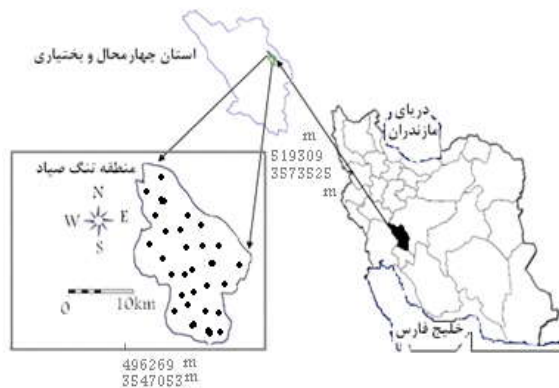 استان چهارمحال و بختیاری
دریای
مازندران
m
519309
3573525
m
منطقه تنگ صیاد
N
W E
S
0 10km
خلیج فارس
496269 m
3547053 m